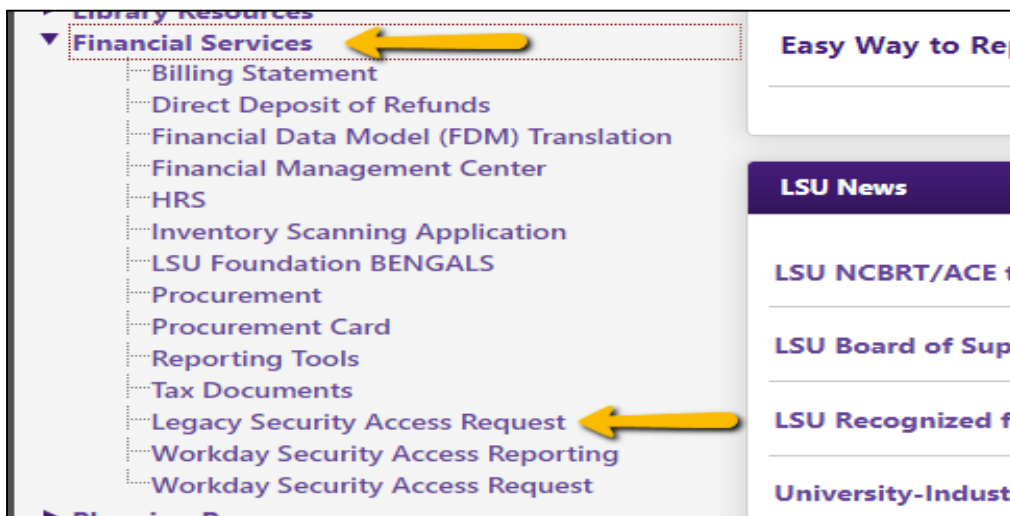 Library Resources
Financial Services
Billing Statement
Direct Deposit of Refunds
Financial Data Model (FDM) Translation
Financial Management Center
HRS
Inventory Scanning Application
LSU Foundation BENGALS
Procurement
Procurement Card
Reporting Tools
Tax Documents
Legacy Security Access Request
Workday Security Access Reporting
Workday Security Access Request
Easy Way to Re
LSU News
LSU NCBRT/ACE
LSU Board of Sup
LSU Recognized f
University-Indust